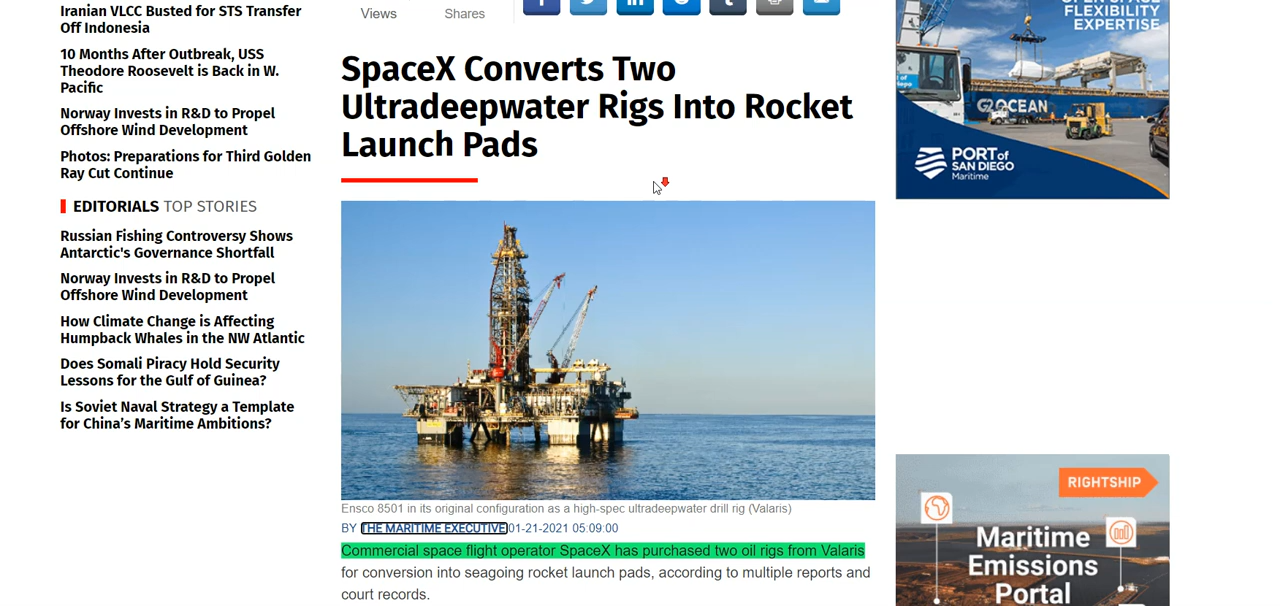 Iranian VLCC Busted for STS Transfer
Off Indonesia
10 Months After Outbreak, USS
Theodore Roosevelt is Back in W.
Pacific
Norway Invests in R&D to Propel
Offshore Wind Development
Photos: Preparations for Third Golden
Ray Cut Continue
EDITORIALS TOP STORIES
Russian Fishing Controversy Shows
Antarctic's Governance Shortfall
Norway Invests in R&D to Propel
Offshore Wind Development
How Climate Change is Affecting
Humpback Whales in the NW Atlantic
Does Somali Piracy Hold Security
Lessons for the Gulf of Guinea?
Is Soviet Naval Strategy a Template
for China’s Maritime Ambitions?
Views
Shares
SpaceX Converts Two
Ultradeepwater Rigs Into Rocket
Launch Pads
Ensco 8501 in its original configuration as a high-spec ultradeepwater drill rig (Valaris)
BY THE MARITIME EXECUTIVE 01-21-2021 05:09:00
Commercial space flight operator SpaceX has purchased two oil rigs from Valaris
for conversion into seagoing rocket launch pads, according to multiple reports and
court records.
OPEN SPACE
FLEXIBILITY
EXPERTISE
G2OCEAN
PORT of
SAN DIEGO
Maritime
RIGHTSHIP
Maritime
Emissions
Portal